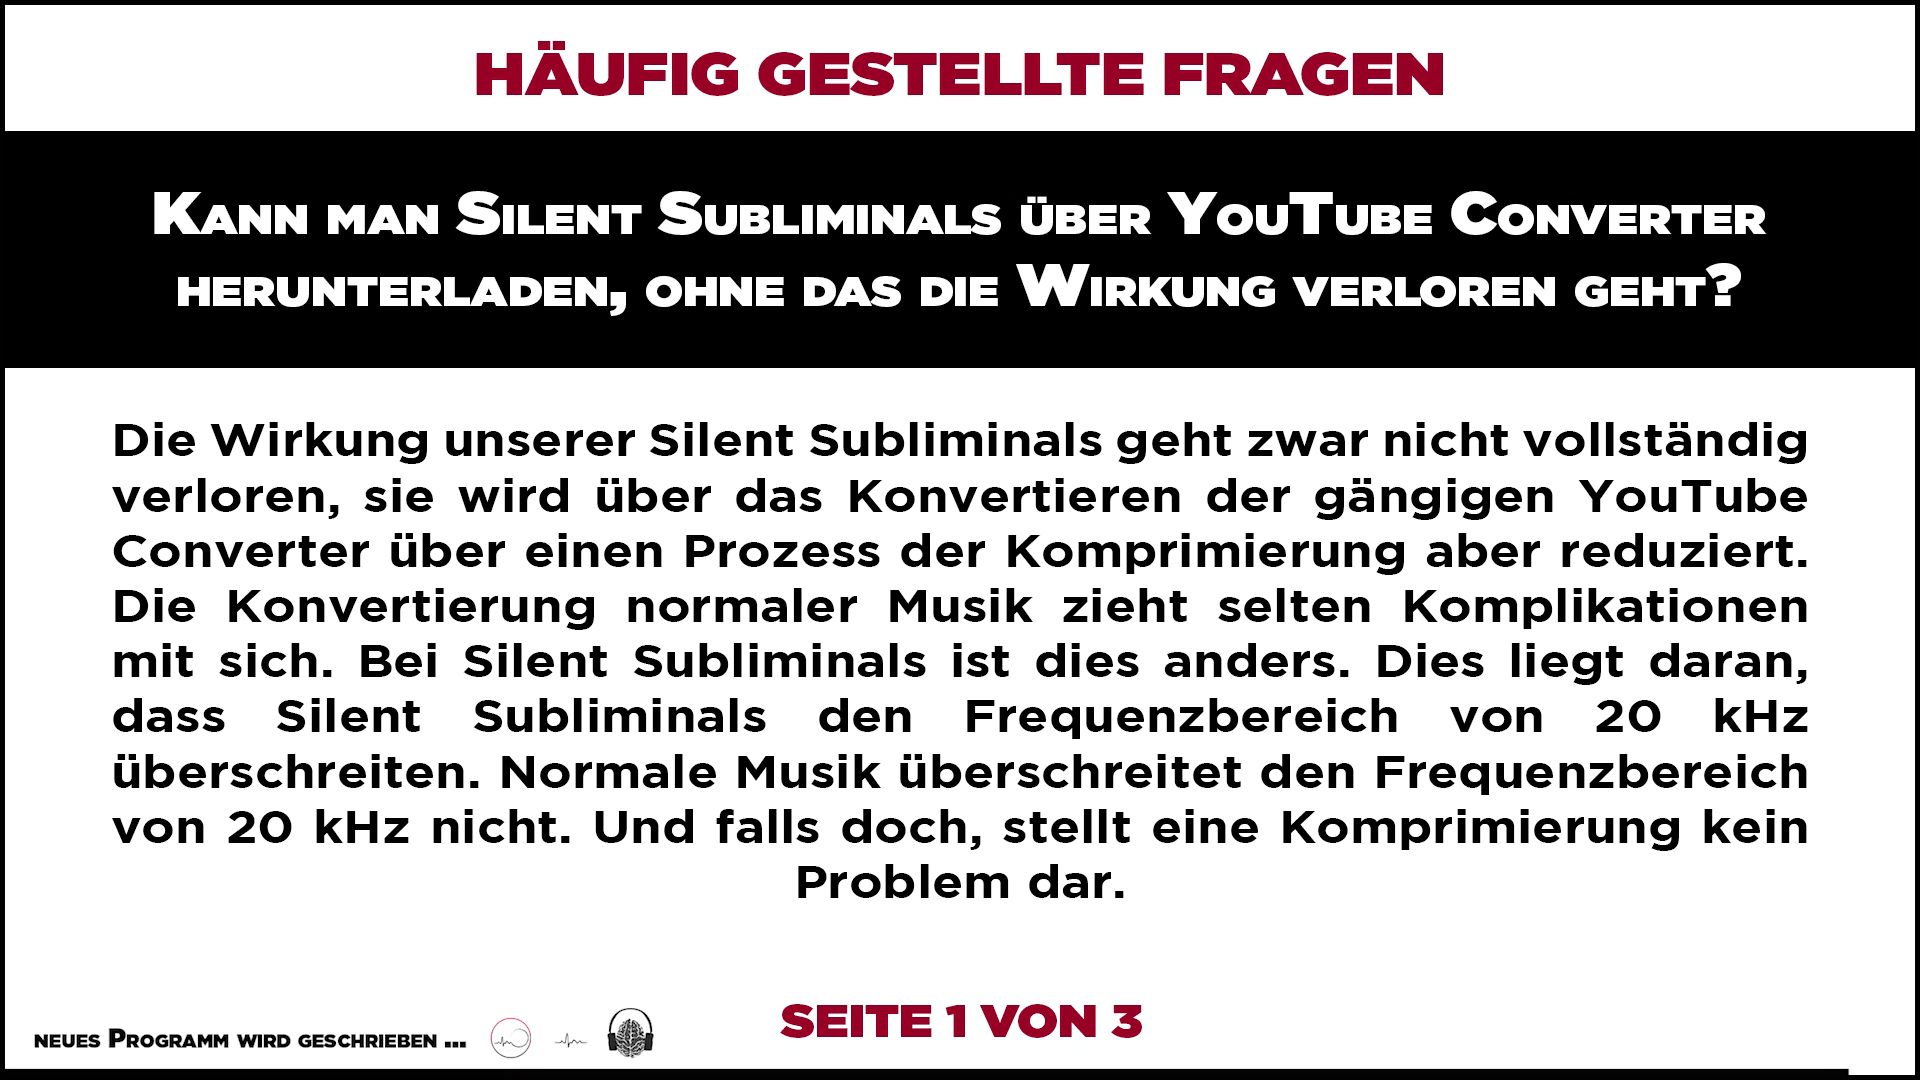 HÄUFIG GESTELLTE FRAGEN
Kann man Silent Subliminals über YouTube Converter
herunterladen, ohne das die Wirkung verloren geht?
Die Wirkung unserer Silent Subliminals geht zwar nicht vollständig
verloren, sie wird über das Konvertieren der gängigen YouTube
Converter über einen Prozess der Komprimierung aber reduziert.
Die Konvertierung normaler Musik zieht selten Komplikationen
mit sich. Bei Silent Subliminals ist dies anders. Dies liegt daran,
dass Silent Subliminals den Frequenzbereich von 20 kHz
überschreiten. Normale Musik überschreitet den Frequenzbereich
von 20 kHz nicht. Und falls doch, stellt eine Komprimierung kein
Problem dar.
neues Programm wird geschrieben ...
SEITE 1 VON 3